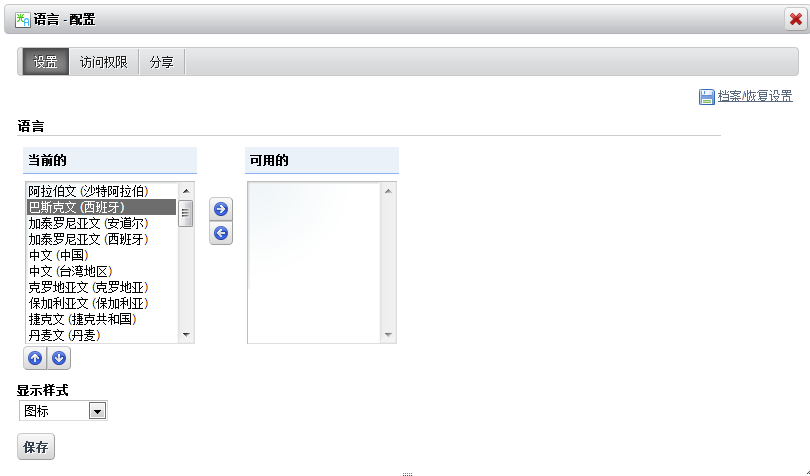 语言 - 配置
设置 访问权限 分享
档案/恢复设置
语言
当前的 可用的
阿拉伯文 (沙特阿拉伯)
巴斯克文 (西班牙)
加泰罗尼亚文 (安道尔)
加泰罗尼亚文 (西班牙)
中文 (中国)
中文 (台湾地区)
克罗地亚文 (克罗地亚)
保加利亚文 (保加利亚)
捷克文 (捷克共和国)
丹麦文 (丹麦)
显示样式
图标
保存